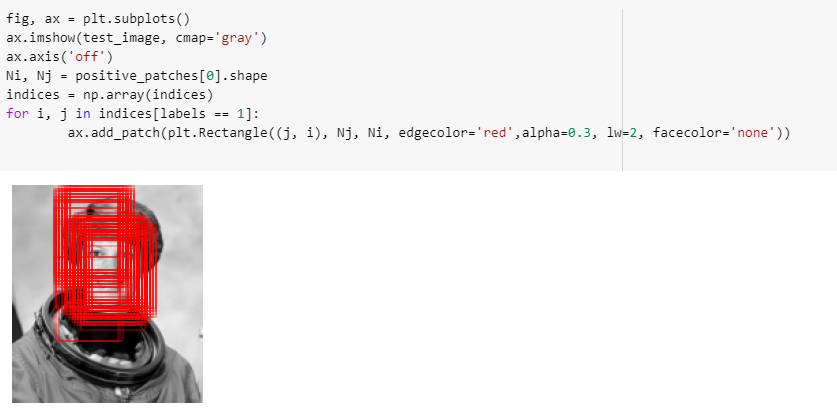 fig, ax = plt.subplots()
ax.imshow(test_image, cmap='gray')
ax.axis('off')
Ni, Nj = positive_patches[0].shape
indices = np.array(indices)
for i, j in indices[labels == 1]:
ax.add_patch(plt.Rectangle((j, i), Nj, Ni, edgecolor='red',alpha=0.3, lw=2, facecolor='none'))